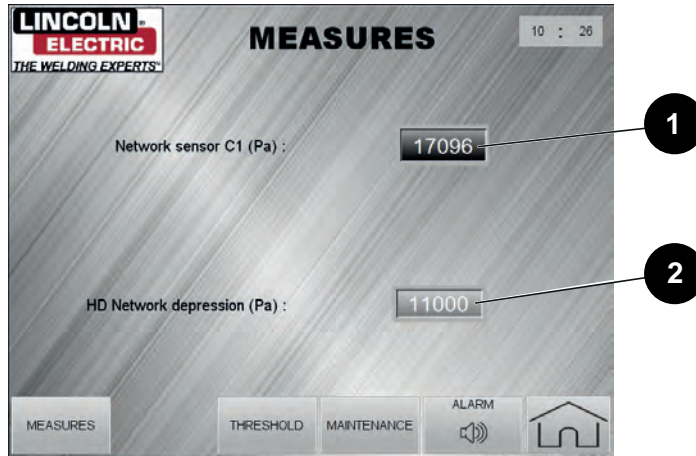 LINCOLN
ELECTRIC
THE WELDING EXPERTS
MEASURES
10 : 26
Network sensor C1 (Pa) :
17096
1
HD Network depression (Pa) :
11000
2
MEASURES
THRESHOLD
MAINTENANCE
ALARM